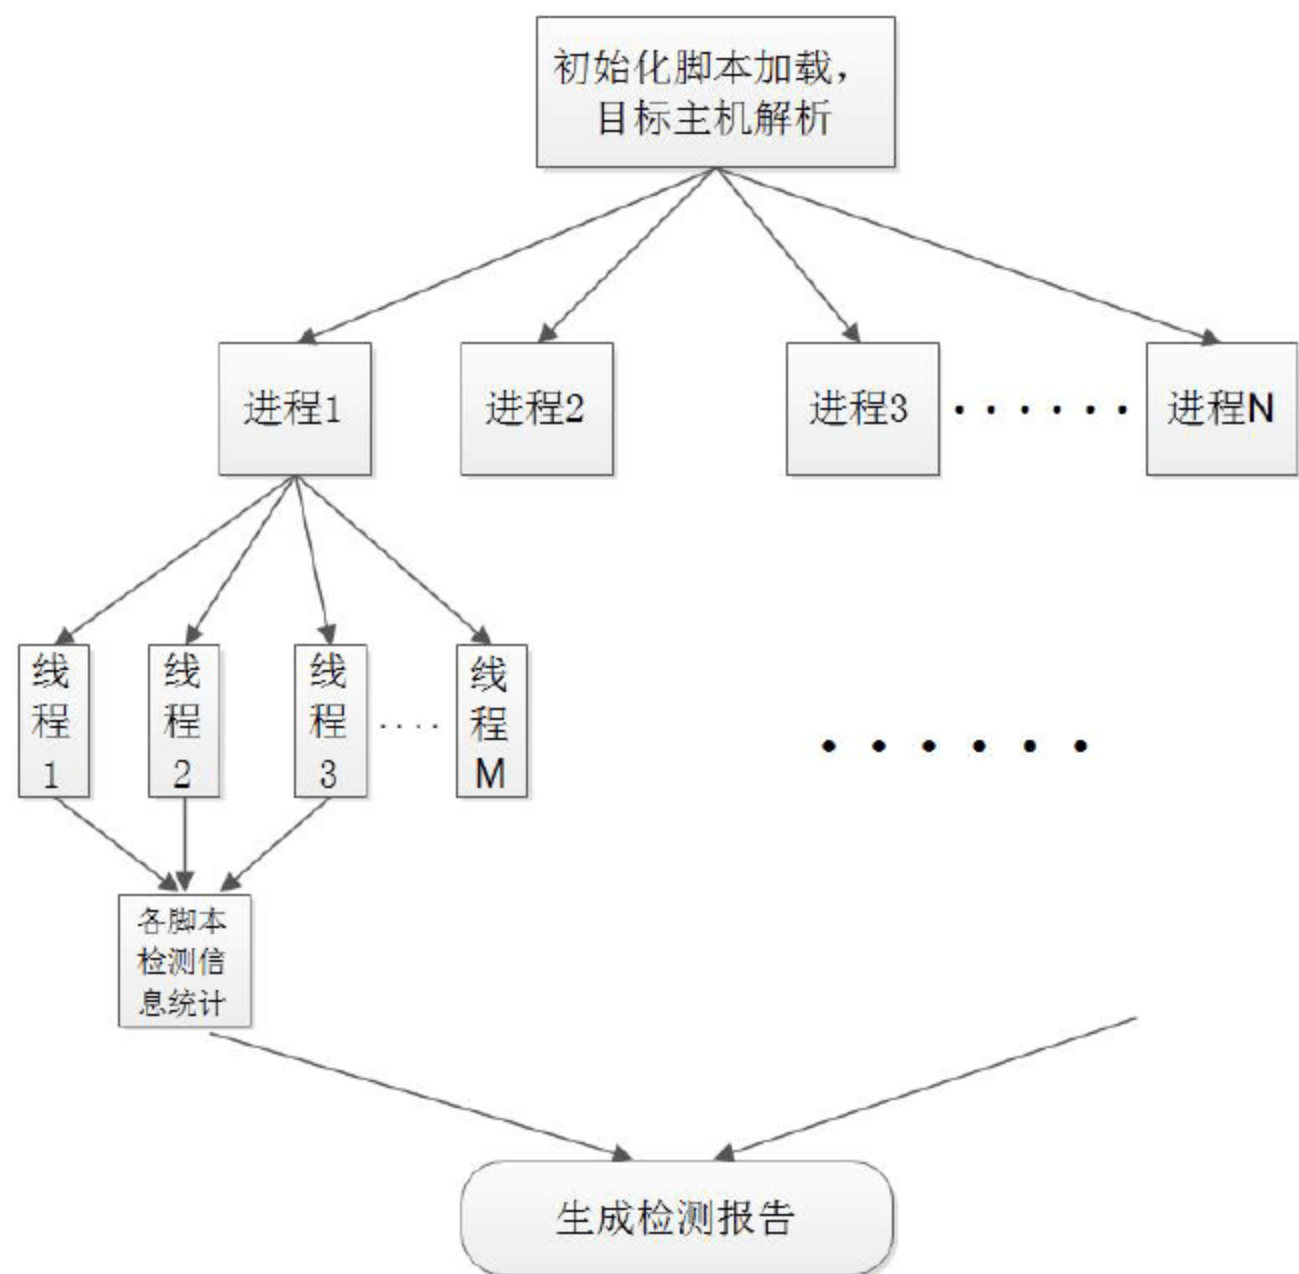 初始化脚本加载，
目标主机解析
进程1
进程2
进程3
······
进程N
线
程
1
线
程
2
线
程
3
····
线
程
M
······
各脚本
检测信
息统计
生成检测报告